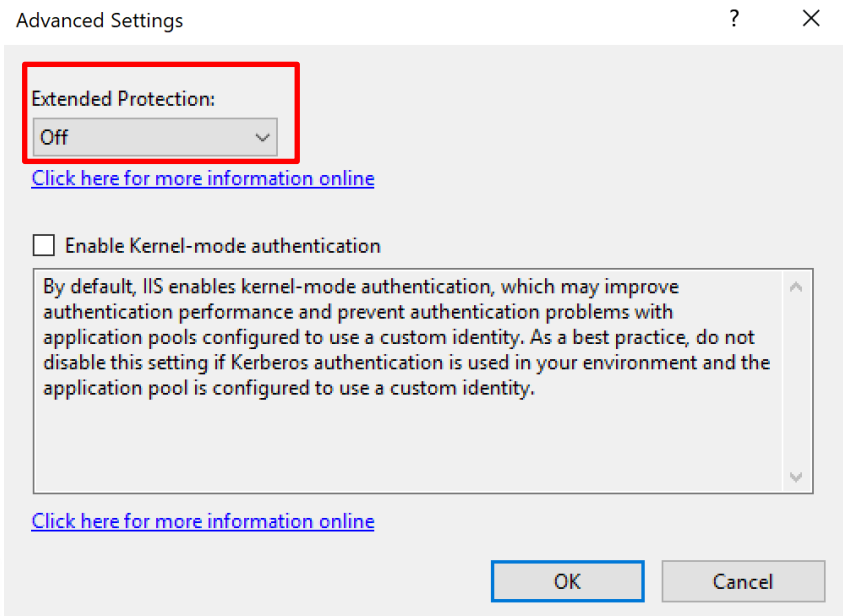 Advanced Settings
?
Extended Protection:
Off
Click here for more information online
Enable Kernel-mode authentication
By default, IIS enables kernel-mode authentication, which may improve
authentication performance and prevent authentication problems with
application pools configured to use a custom identity. As a best practice, do not
disable this setting if Kerberos authentication is used in your environment and the
application pool is configured to use a custom identity.
Click here for more information online
OK
Cancel